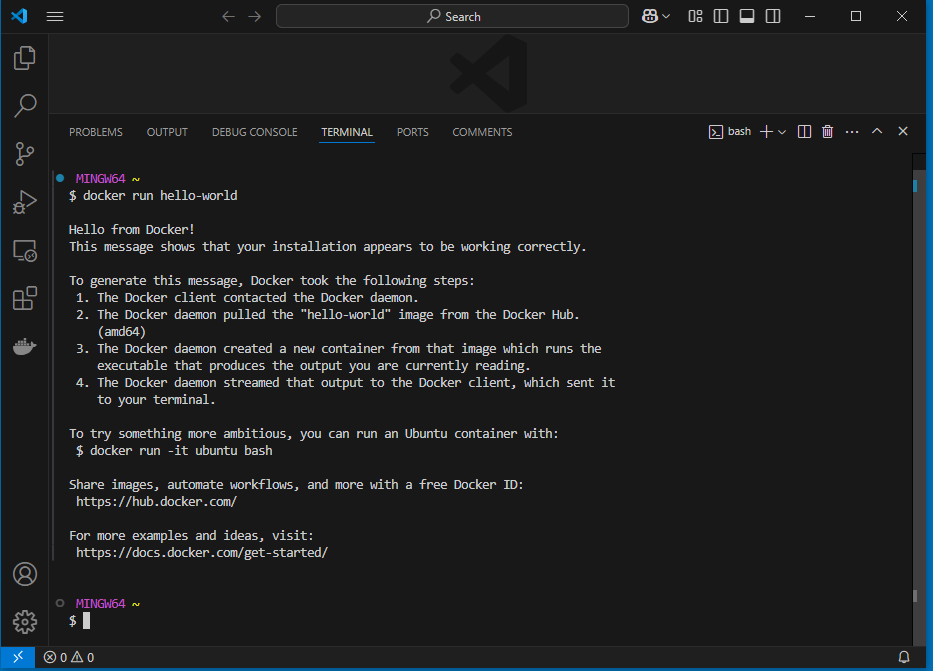 Search
PROBLEMS OUTPUT DEBUG CONSOLE TERMINAL PORTS COMMENTS bash
MINGW64 ~
$ docker run hello-world
Hello from Docker!
This message shows that your installation appears to be working correctly.
To generate this message, Docker took the following steps:
1. The Docker client contacted the Docker daemon.
2. The Docker daemon pulled the "hello-world" image from the Docker Hub.
(amd64)
3. The Docker daemon created a new container from that image which runs the
executable that produces the output you are currently reading.
4. The Docker daemon streamed that output to the Docker client, which sent it
to your terminal.
To try something more ambitious, you can run an Ubuntu container with:
$ docker run -it ubuntu bash
Share images, automate workflows, and more with a free Docker ID:
https://hub.docker.com/
For more examples and ideas, visit:
https://docs.docker.com/get-started/
MINGW64 ~
$
0 0